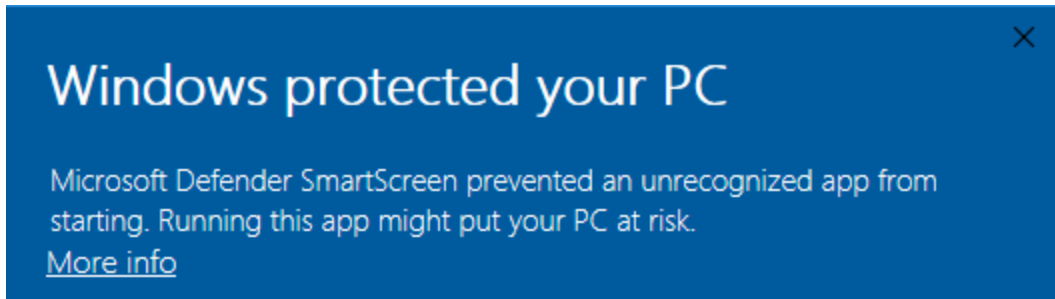 Windows protected your PC
Microsoft Defender SmartScreen prevented an unrecognized app from
starting. Running this app might put your PC at risk.
More info